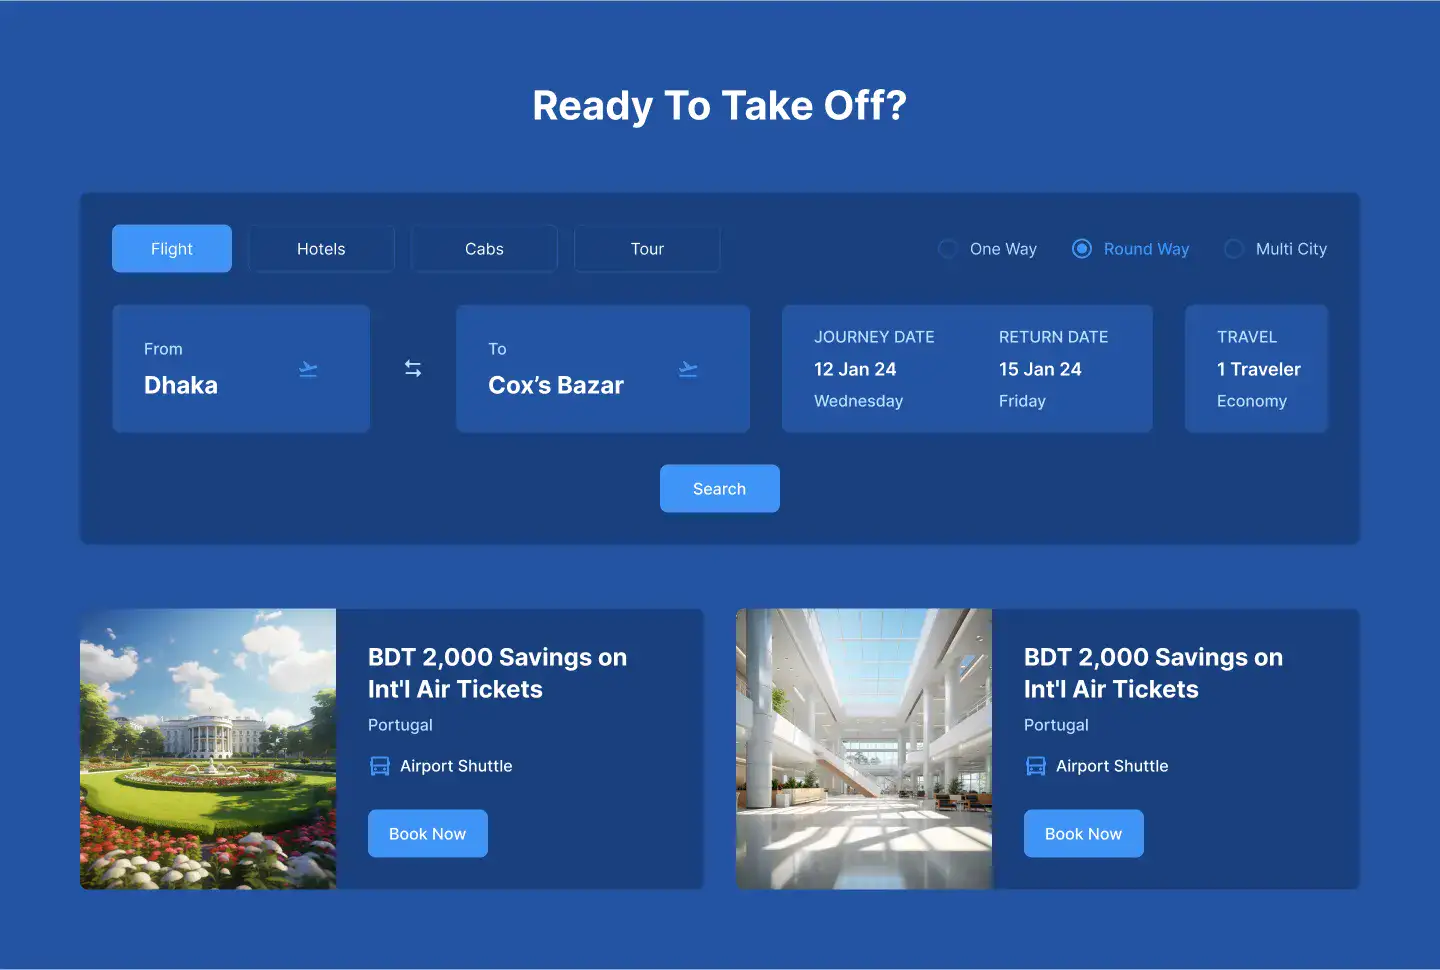 Ready To Take Off?
Flight
Hotels
Cabs
Tour
One Way
Round Way
Multi City
From
Dhaka
To
Cox’s Bazar
JOURNEY DATE
12 Jan 24
Wednesday
RETURN DATE
15 Jan 24
Friday
TRAVEL
1 Traveler
Economy
Search
BDT 2,000 Savings on
Int'l Air Tickets
Portugal
Airport Shuttle
Book Now
BDT 2,000 Savings on
Int'l Air Tickets
Portugal
Airport Shuttle
Book Now